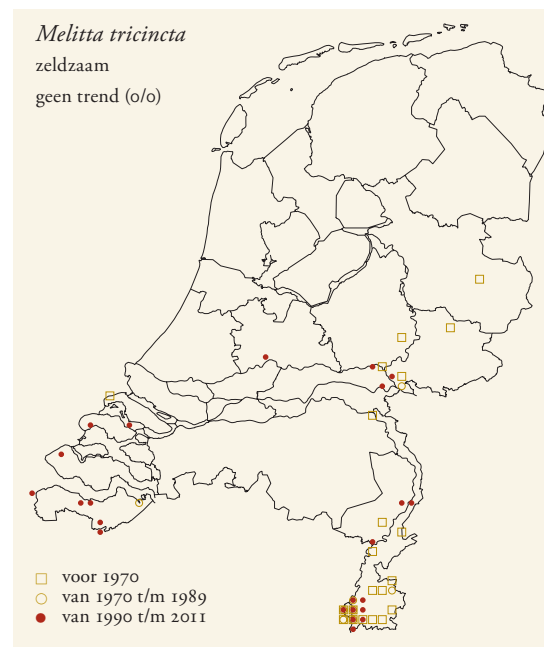 Melitta tricincta
zeldzaam
geen trend (0/0)
voor 1970
van 1970 t/m 1989
van 1990 t/m 2011